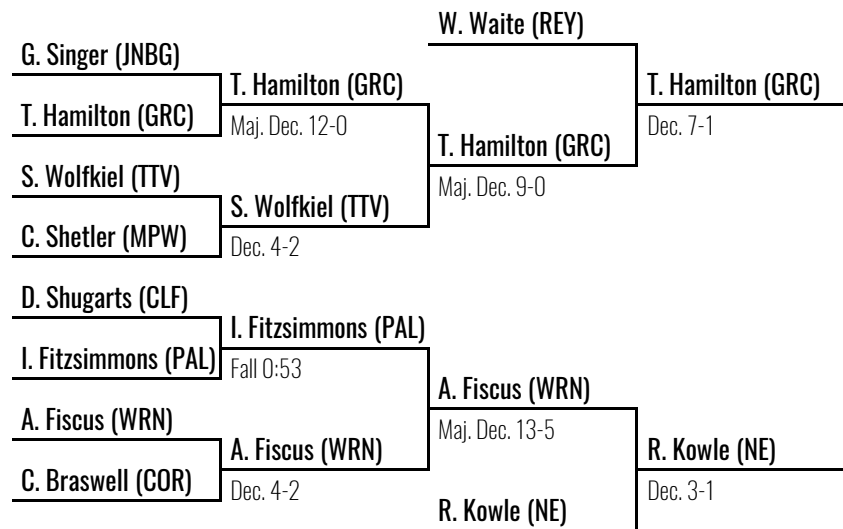 W. Waite (REY)
G. Singer (JNBG)
T. Hamilton (GRC)
T. Hamilton (GRC)
T. Hamilton (GRC)
Maj. Dec. 12-0
Dec. 7-1
T. Hamilton (GRC)
S. Wolfkiel (TTV)
Maj. Dec. 9-0
S. Wolfkiel (TTV)
C. Shetler (MPW)
Dec. 4-2
D. Shugarts (CLF)
I. Fitzsimmons (PAL)
I. Fitzsimmons (PAL)
Fall 0:53
A. Fiscus (WRN)
A. Fiscus (WRN)
Maj. Dec. 13-5
A. Fiscus (WRN)
R. Kowle (NE)
C. Braswell (COR)
Dec. 4-2
Dec. 3-1
R. Kowle (NE)